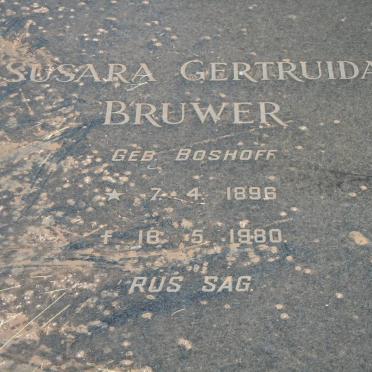 SUSARA GERTRUIDA
BRUWER
GEB. BOSHOFF
★ 7. 4. 1896
† 18. 5. 1980
RUS SAG.